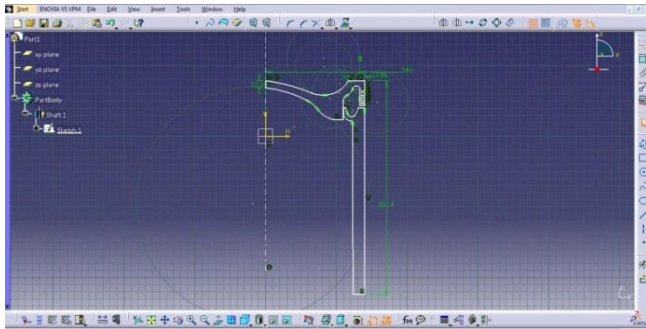 Start ENOVIA V5 VPM File Edit View Insert Tools Window Help
Part1
xy plane
yz plane
zx plane
PartBody
Shaft.1
Sketch.1
H